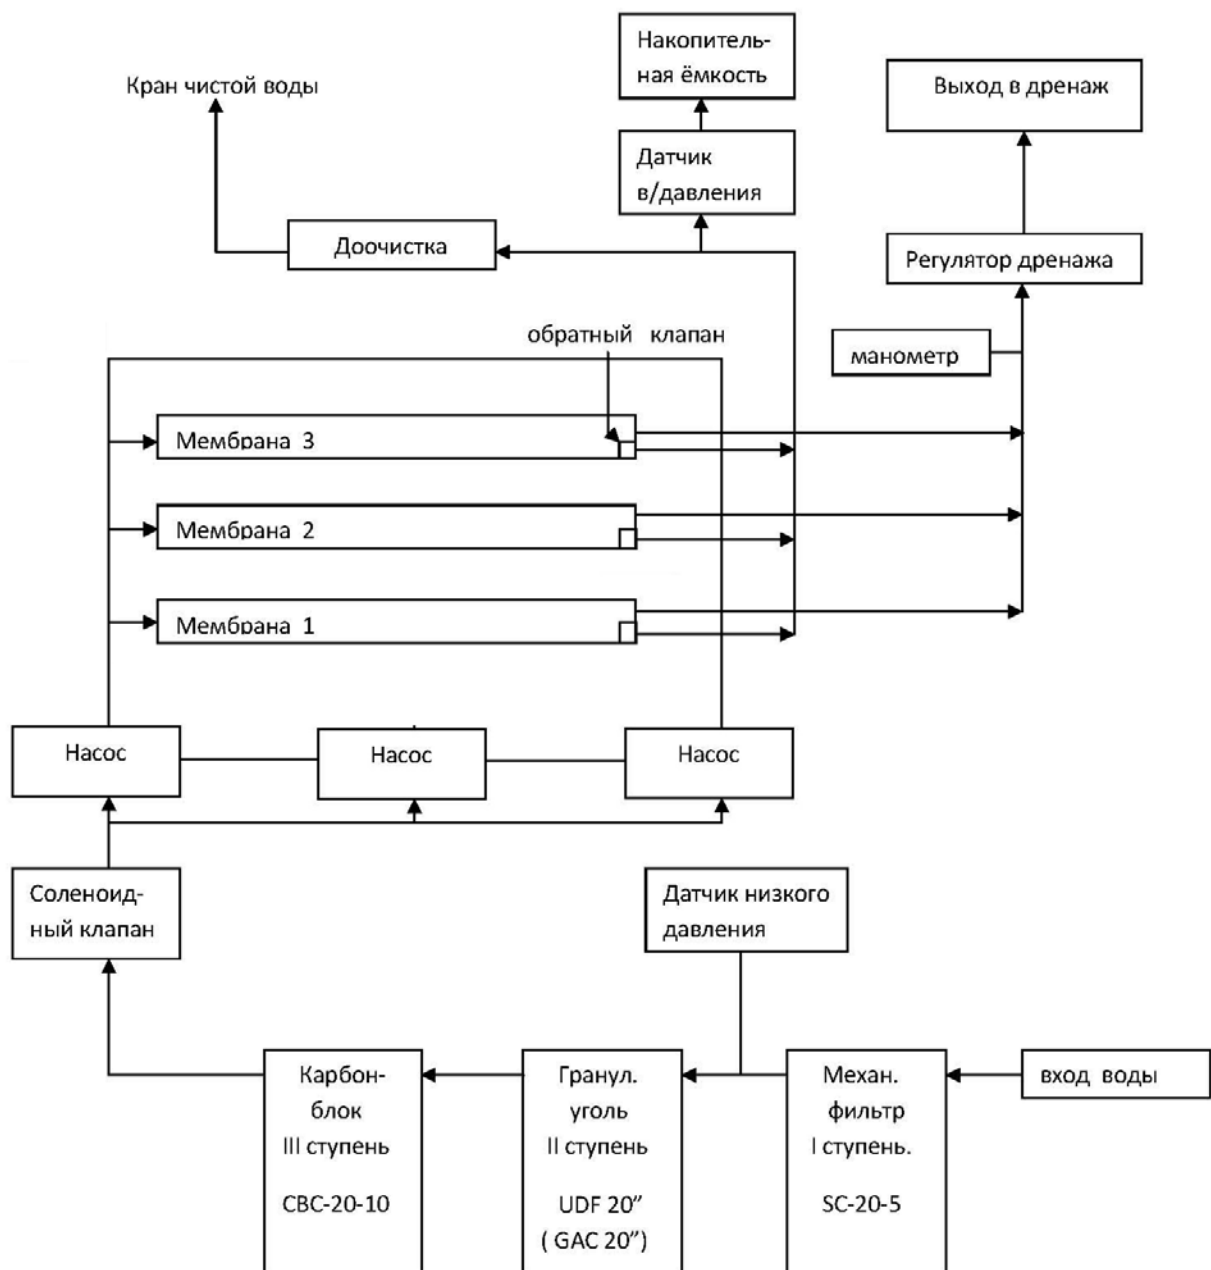 Накопитель-
ная ёмкость
Кран чистой воды
Выход в дренаж
Датчик
в/давления
Доочистка
Регулятор дренажа
обратный клапан
манометр
Мембрана 3
Мембрана 2
Мембрана 1
Насос
Насос
Насос
Соленоид-
ный клапан
Датчик низкого
давления
Карбон-
блок
III ступень
CBC-20-10
Гранул.
уголь
II ступень
UDF 20”
( GAC 20”)
Механ.
фильтр
I ступень.
SC-20-5
вход воды